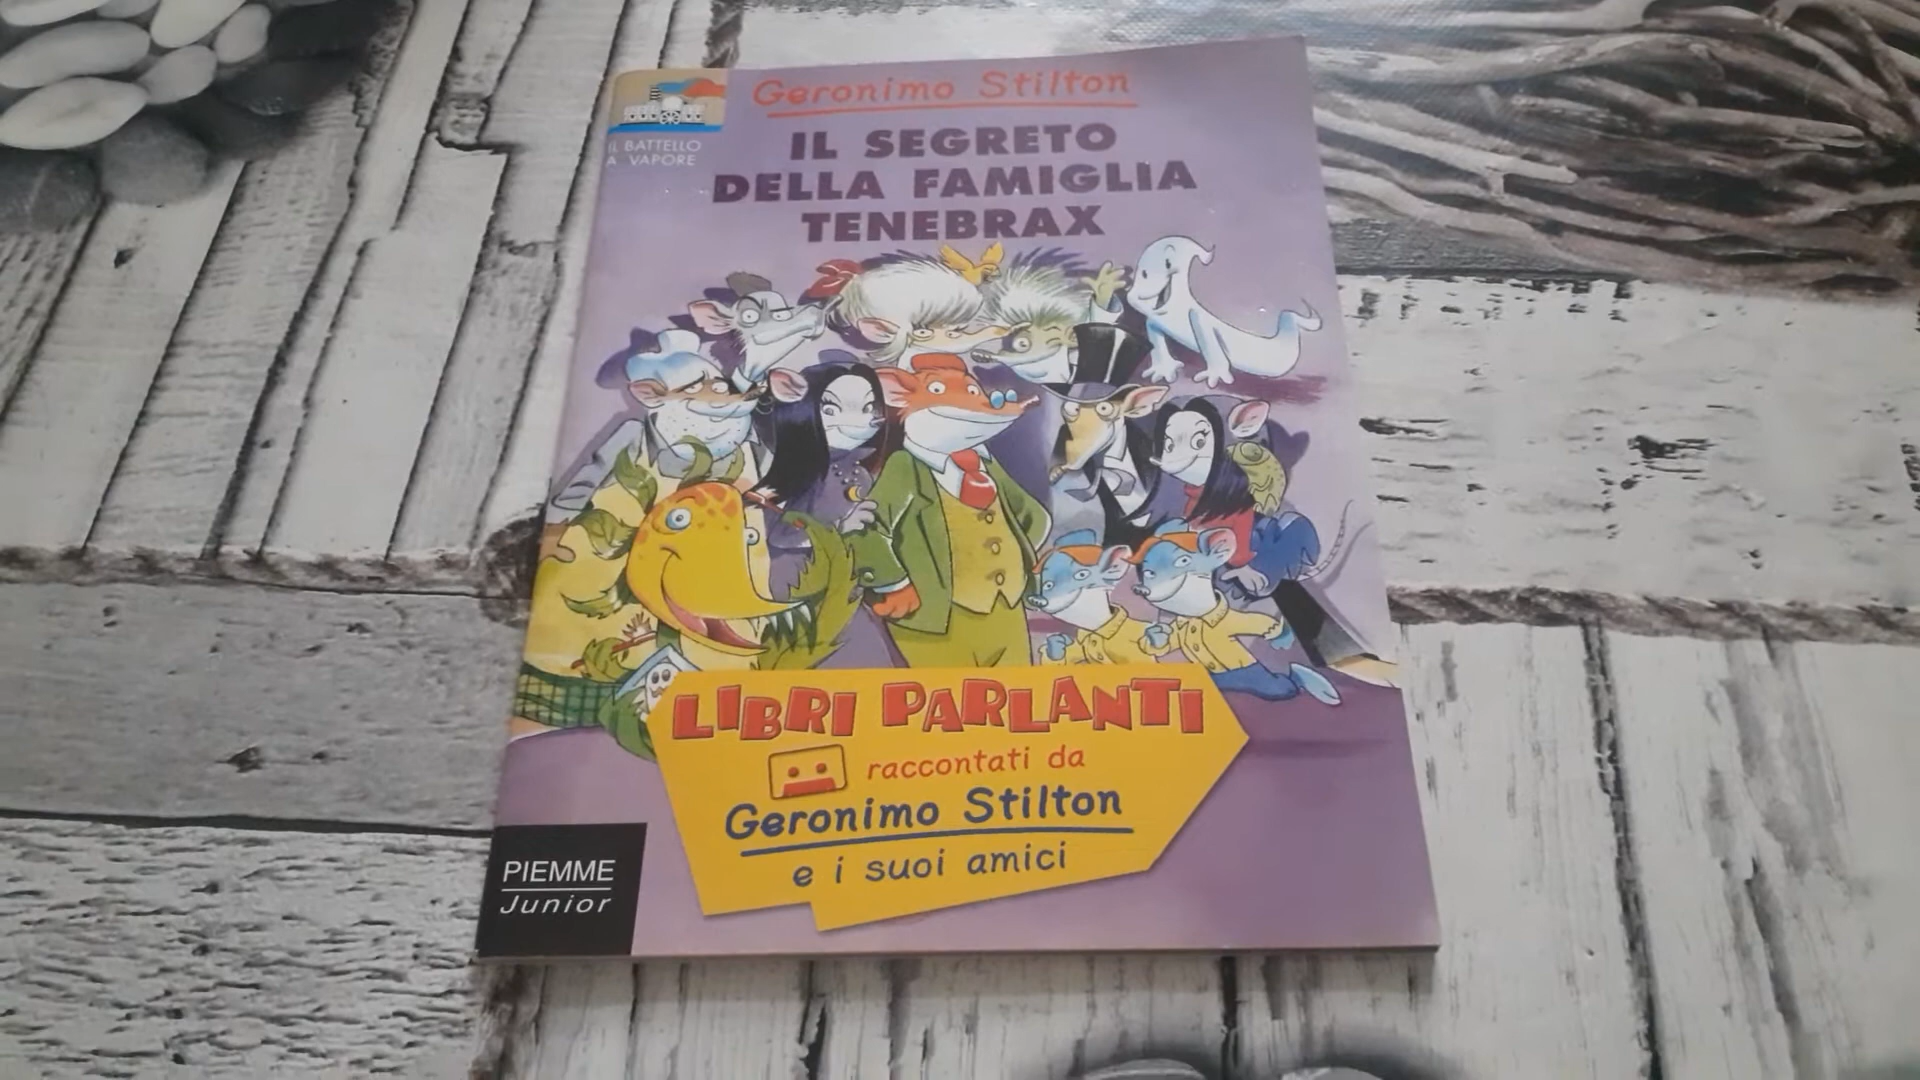 Geronimo Stilton
IL BATTELLO
A VAPORE
IL SEGRETO
DELLA FAMIGLIA
TENEBRAX
LIBRI PARLANTI
raccontati da
Geronimo Stilton
e i suoi amici
PIEMME
Junior